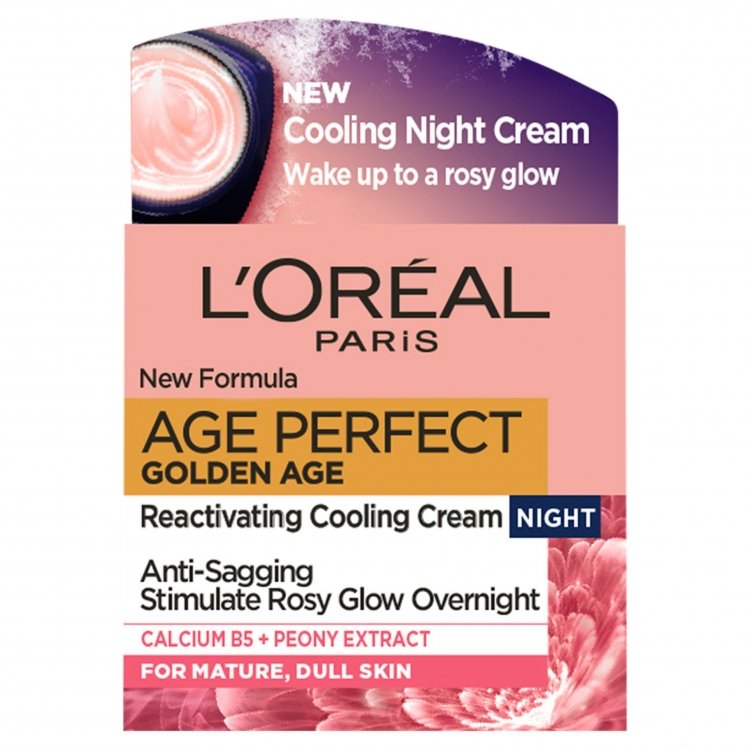 NEW
Cooling Night Cream
Wake up to a rosy glow
L'ORÉAL
PARiS
New Formula
AGE PERFECT
GOLDEN AGE
Reactivating Cooling Cream NIGHT
Anti-Sagging
Stimulate Rosy Glow Overnight
CALCIUM B5 + PEONY EXTRACT
FOR MATURE, DULL SKIN